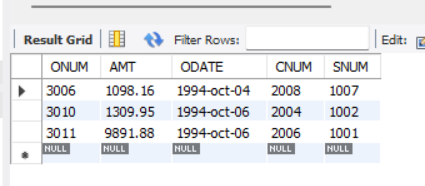 Result Grid Filter Rows: Edit:
ONUM AMT ODATE CNUM SNUM
3006 1098.16 1994-oct-04 2008 1007
3010 1309.95 1994-oct-06 2004 1002
3011 9891.88 1994-oct-06 2006 1001
NULL NULL NULL NULL NULL